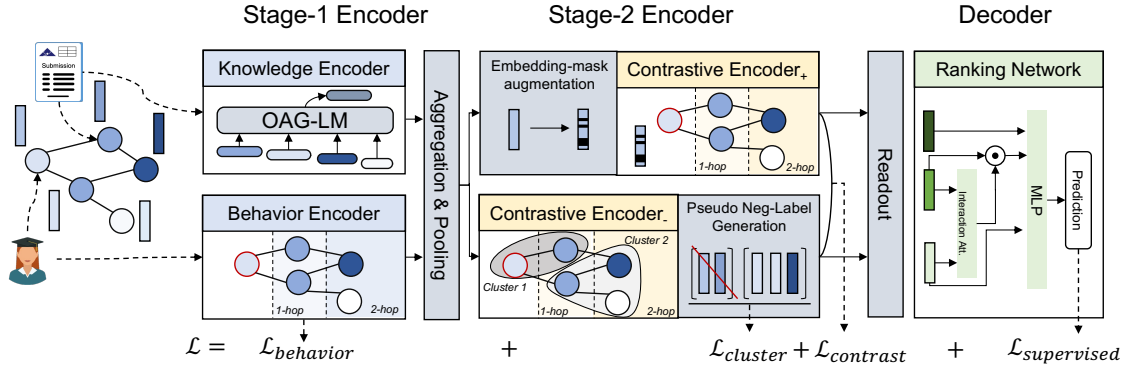 Stage-1 Encoder
Stage-2 Encoder
Decoder
Submission
Knowledge Encoder
OAG-LM
Behavior Encoder
1-hop
2-hop
Aggregation & Pooling
Embedding-mask
augmentation
Contrastive Encoder+
1-hop
2-hop
Contrastive Encoder-
Cluster 2
Cluster 1
1-hop
2-hop
Pseudo Neg-Label
Generation
Readout
Ranking Network
Interaction Att.
MLP
Prediction
ℒ = ℒbehavior + ℒcluster + ℒcontrast + ℒsupervised